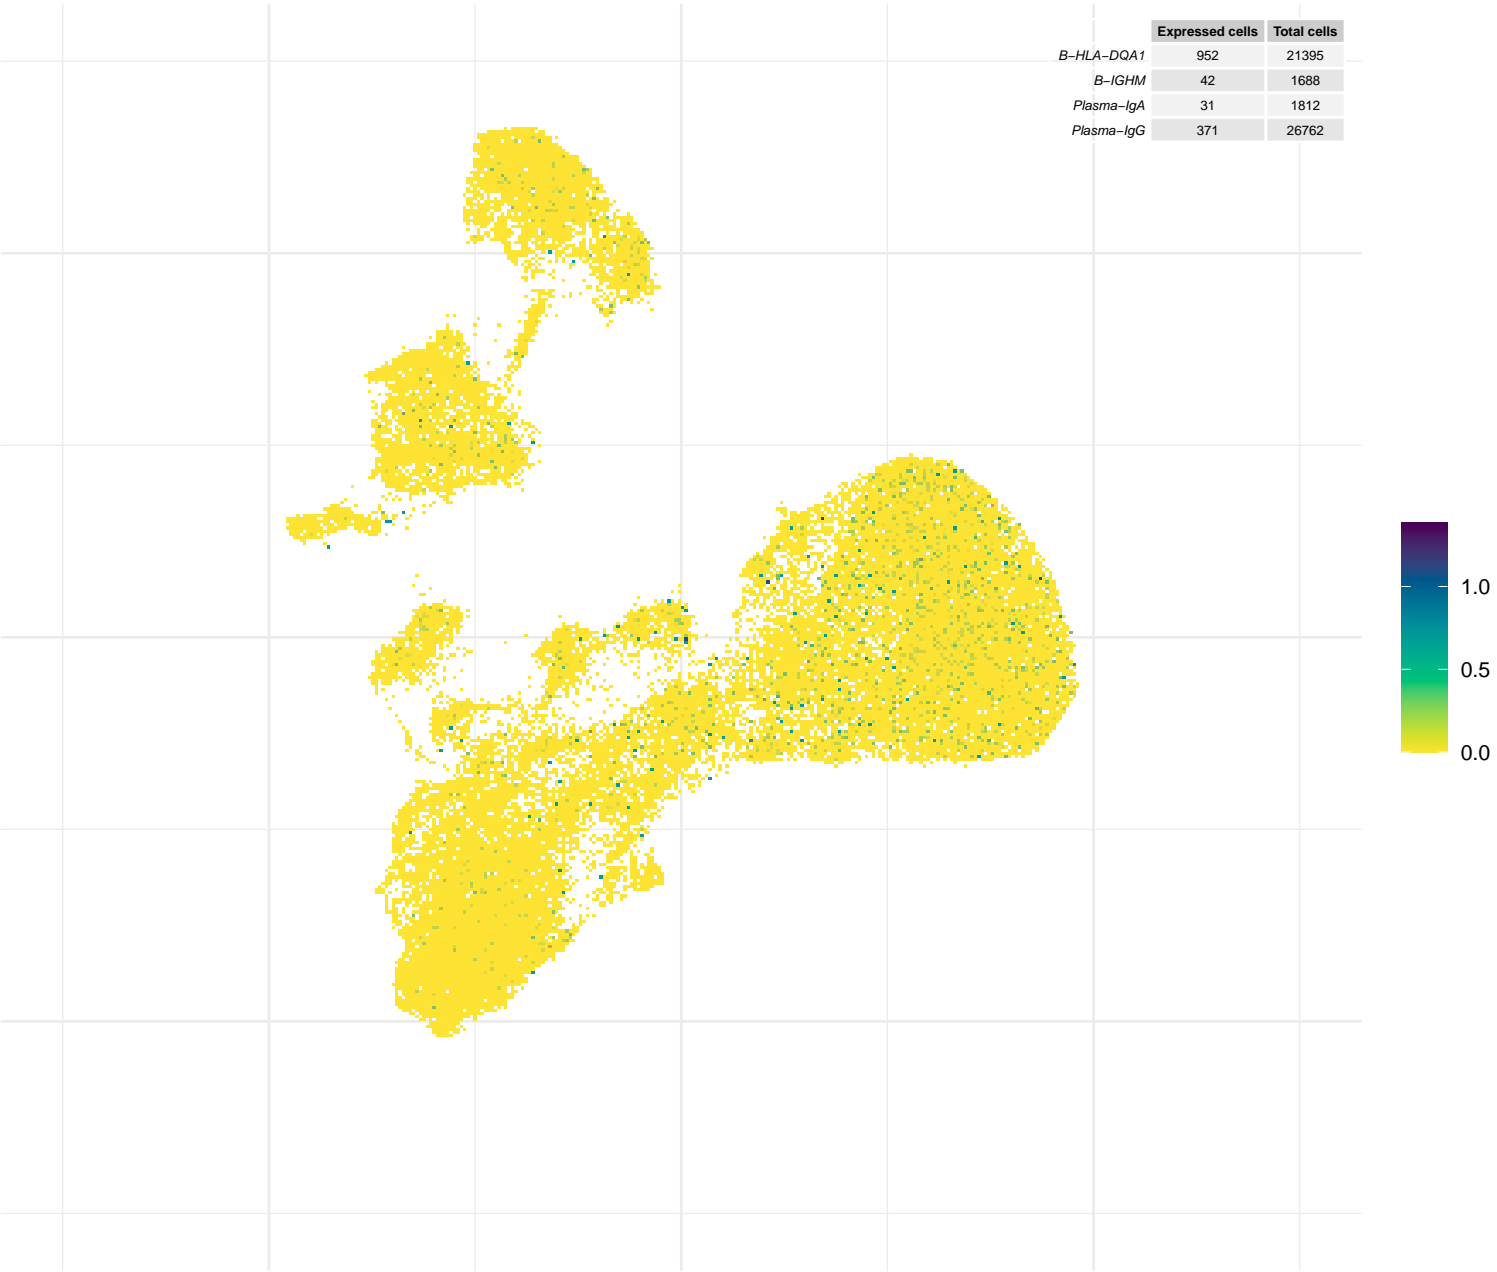 Expressed cells Total cells
B−HLA−DQA1 952 21395
B−IGHM 42 1688
Plasma−IgA 31 1812
Plasma−IgG 371 26762
1.0
0.5
0.0